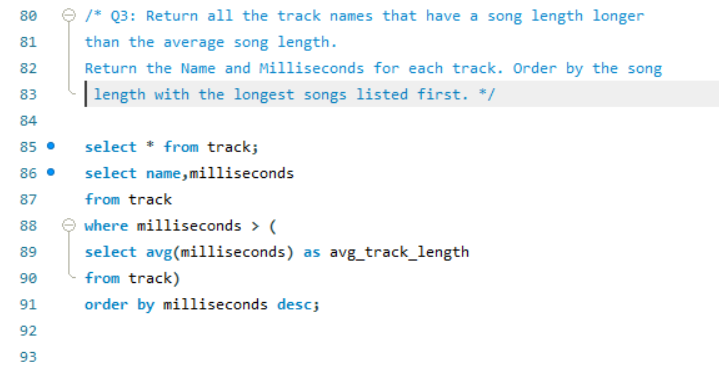 80 /* Q3: Return all the track names that have a song length longer
81 than the average song length.
82 Return the Name and Milliseconds for each track. Order by the song
83 length with the longest songs listed first. */
84
85 select * from track;
86 select name,milliseconds
87 from track
88 where milliseconds > (
89 select avg(milliseconds) as avg_track_length
90 from track)
91 order by milliseconds desc;
92
93